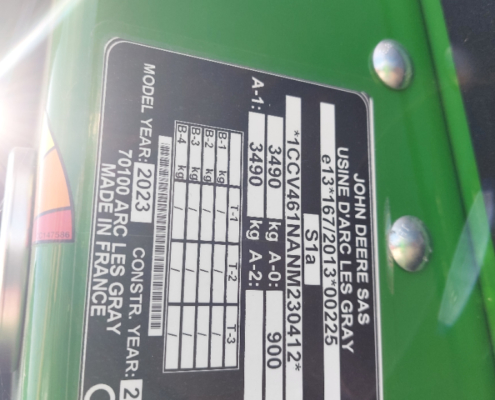 JOHN DEERE SAS
USINE D'ARC LES GRAY
e13*167/2013*00225
S1a
*1CCV461NANM230412*
3490 kg A-0: 900
A-1: 3490 kg A-2:
T-1 T-2 T-3
B-1 kg / / /
B-2 kg / / /
B-3 kg / / /
B-4 kg / / /
MODEL YEAR: 2023 CONSTR. YEAR: 2
70100 ARC LES GRAY
MADE IN FRANCE